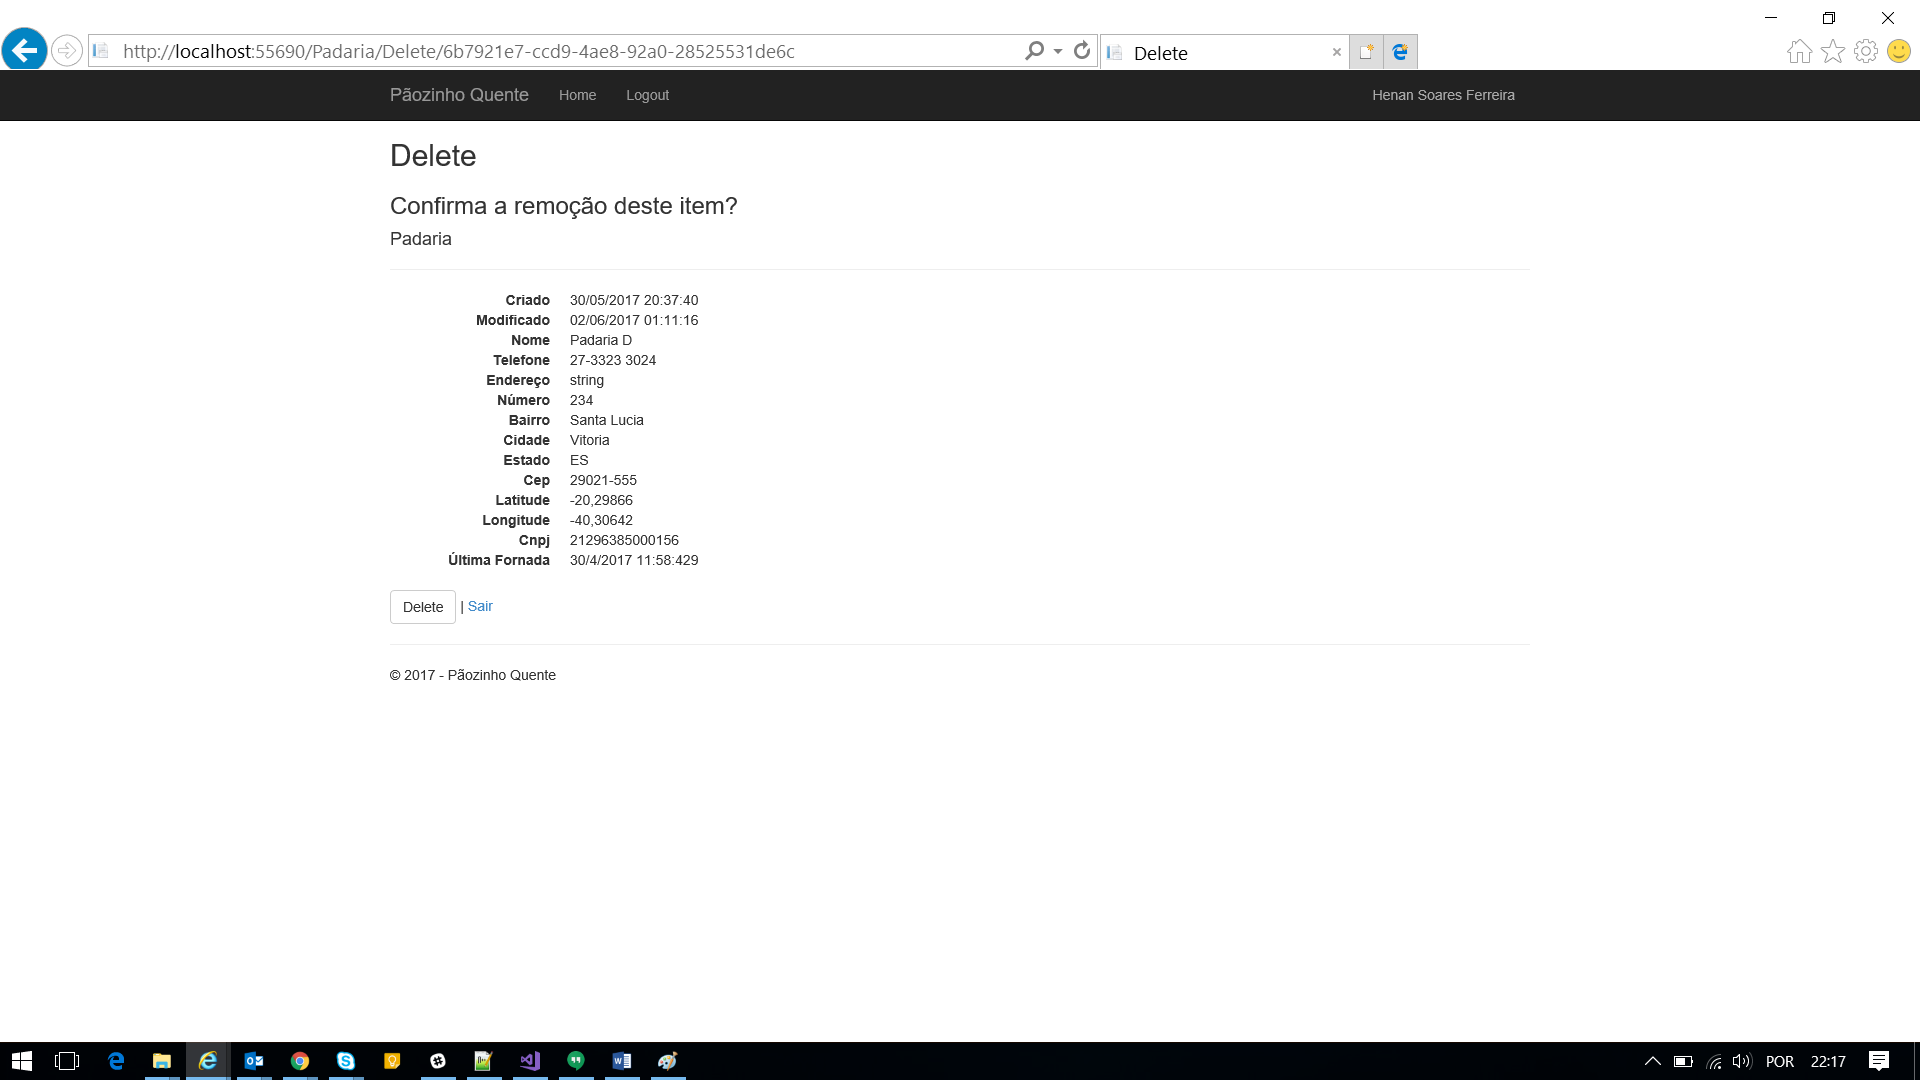 http://localhost:55690/Padaria/Delete/6b7921e7-ccd9-4ae8-92a0-28525531de6c
Delete
Pãozinho Quente Home Logout Henan Soares Ferreira
Delete
Confirma a remoção deste item?
Padaria
Criado 30/05/2017 20:37:40
Modificado 02/06/2017 01:11:16
Nome Padaria D
Telefone 27-3323 3024
Endereço string
Número 234
Bairro Santa Lucia
Cidade Vitoria
Estado ES
Cep 29021-555
Latitude -20,29866
Longitude -40,30642
Cnpj 21296385000156
Última Fornada 30/4/2017 11:58:429
Delete | Sair
© 2017 - Pãozinho Quente
POR 22:17